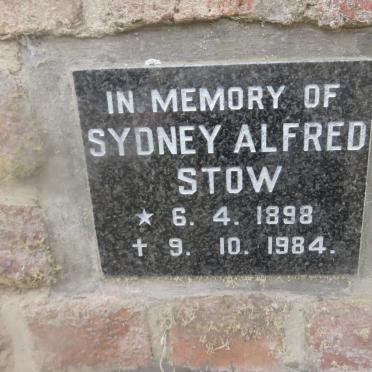 IN MEMORY OF
SYDNEY ALFRED
STOW
★ 6. 4. 1898
✝ 9. 10. 1984.